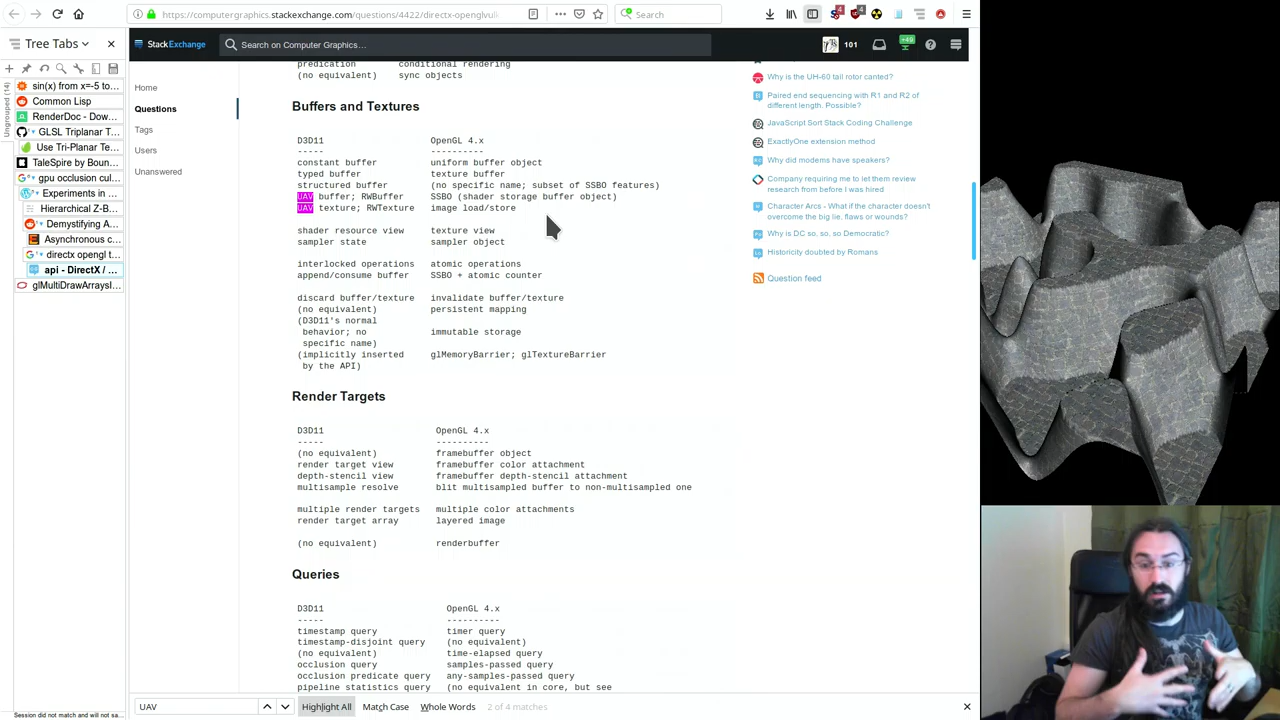 https://computergraphics.stackexchange.com/questions/4422/directx-openglvul
Search
4
4
Tree Tabs
StackExchange
Search on Computer Graphics…
101
+49
Ungrouped (14)
sin(x) from x=-5 to...
Common Lisp
RenderDoc - Dow...
GLSL Triplanar T...
Use Tri-Planar Te...
TaleSpire by Boun...
gpu occlusion cul...
Experiments in ...
Hierarchical Z-B...
Demystifying A...
Asynchronous c...
directx opengl t...
api - DirectX / ...
glMultiDrawArraysI...
Home
Questions
Tags
Users
Unanswered
predication conditional rendering
(no equivalent) sync objects
Buffers and Textures
D3D11 OpenGL 4.x
----- ----------
constant buffer uniform buffer object
typed buffer texture buffer
structured buffer (no specific name; subset of SSBO features)
UAV buffer; RWBuffer SSBO (shader storage buffer object)
UAV texture; RWTexture image load/store
shader resource view texture view
sampler state sampler object
interlocked operations atomic operations
append/consume buffer SSBO + atomic counter
discard buffer/texture invalidate buffer/texture
(no equivalent) persistent mapping
(D3D11's normal
behavior; no immutable storage
specific name)
(implicitly inserted glMemoryBarrier; glTextureBarrier
by the API)
Render Targets
D3D11 OpenGL 4.x
----- ----------
(no equivalent) framebuffer object
render target view framebuffer color attachment
depth-stencil view framebuffer depth-stencil attachment
multisample resolve blit multisampled buffer to non-multisampled one
multiple render targets multiple color attachments
render target array layered image
(no equivalent) renderbuffer
Queries
D3D11 OpenGL 4.x
----- ----------
timestamp query timer query
timestamp-disjoint query (no equivalent)
(no equivalent) time-elapsed query
occlusion query samples-passed query
occlusion predicate query any-samples-passed query
pipeline statistics query (no equivalent in core, but see
Why is the UH-60 tail rotor canted?
Paired end sequencing with R1 and R2 of
different length. Possible?
JavaScript Sort Stack Coding Challenge
ExactlyOne extension method
Why did modems have speakers?
Company requiring me to let them review
research from before I was hired
Character Arcs - What if the character doesn't
overcome the big lie, flaws or wounds?
Why is DC so, so, so Democratic?
Historicity doubted by Romans
Question feed
UAV
Highlight All
Match Case
Whole Words
2 of 4 matches
Session did not match and will not sa...